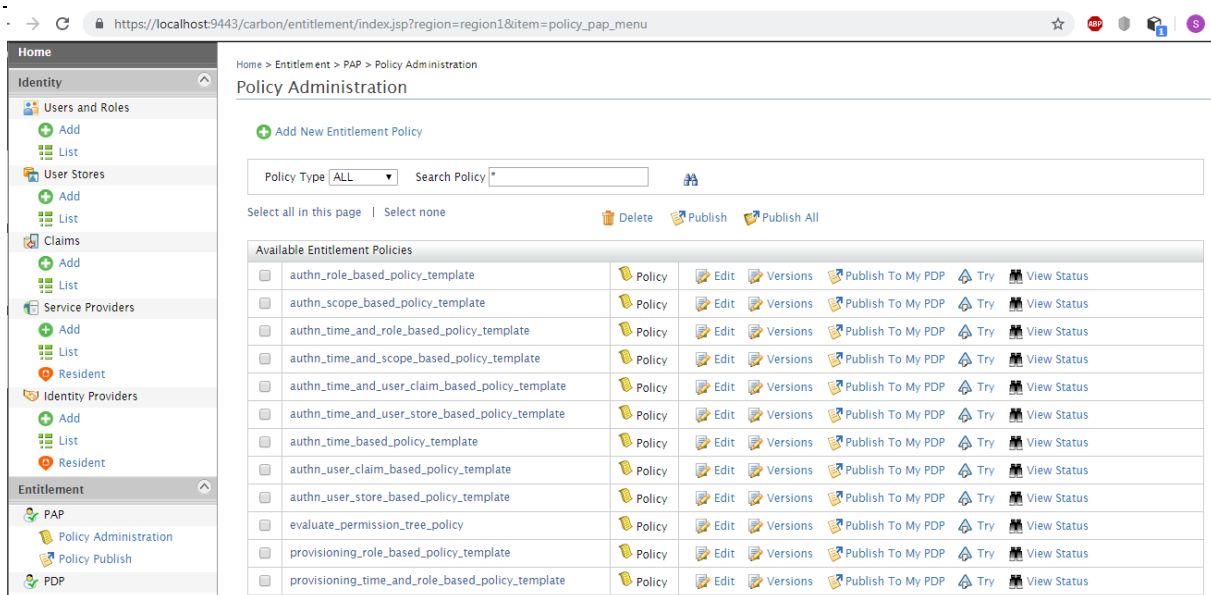 https://localhost:9443/carbon/entitlement/index.jsp?region=region1&item=policy_pap_menu
ABP
1
S
Home
Identity
Users and Roles
Add
List
User Stores
Add
List
Claims
Add
List
Service Providers
Add
List
Resident
Identity Providers
Add
List
Resident
Entitlement
PAP
Policy Administration
Policy Publish
PDP
Home > Entitlement > PAP > Policy Administration
Policy Administration
Add New Entitlement Policy
Policy Type ALL Search Policy *
Select all in this page | Select none
Delete Publish Publish All
Available Entitlement Policies
authn_role_based_policy_template Policy Edit Versions Publish To My PDP Try View Status
authn_scope_based_policy_template Policy Edit Versions Publish To My PDP Try View Status
authn_time_and_role_based_policy_template Policy Edit Versions Publish To My PDP Try View Status
authn_time_and_scope_based_policy_template Policy Edit Versions Publish To My PDP Try View Status
authn_time_and_user_claim_based_policy_template Policy Edit Versions Publish To My PDP Try View Status
authn_time_and_user_store_based_policy_template Policy Edit Versions Publish To My PDP Try View Status
authn_time_based_policy_template Policy Edit Versions Publish To My PDP Try View Status
authn_user_claim_based_policy_template Policy Edit Versions Publish To My PDP Try View Status
authn_user_store_based_policy_template Policy Edit Versions Publish To My PDP Try View Status
evaluate_permission_tree_policy Policy Edit Versions Publish To My PDP Try View Status
provisioning_role_based_policy_template Policy Edit Versions Publish To My PDP Try View Status
provisioning_time_and_role_based_policy_template Policy Edit Versions Publish To My PDP Try View Status